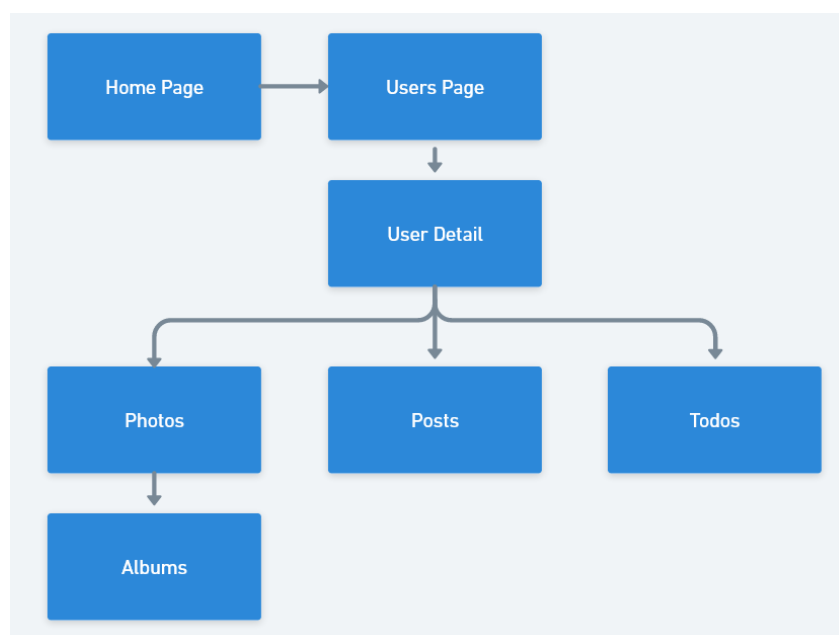 Home Page
Users Page
User Detail
Photos
Posts
Todos
Albums